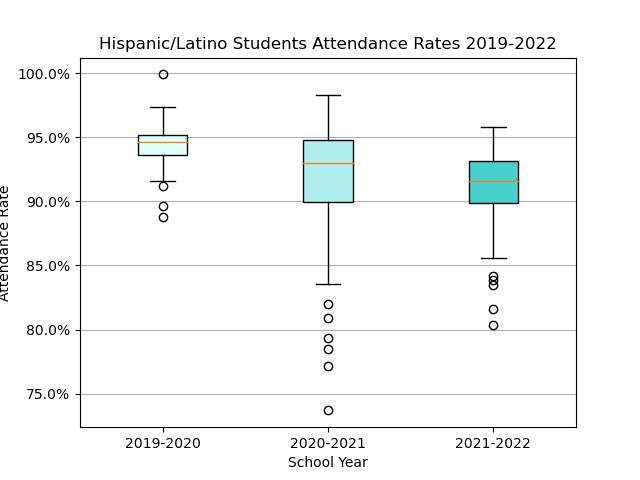 Hispanic/Latino Students Attendance Rates 2019-2022
100.0%
95.0%
90.0%
85.0%
80.0%
75.0%
Attendance Rate
2019-2020 2020-2021 2021-2022
School Year